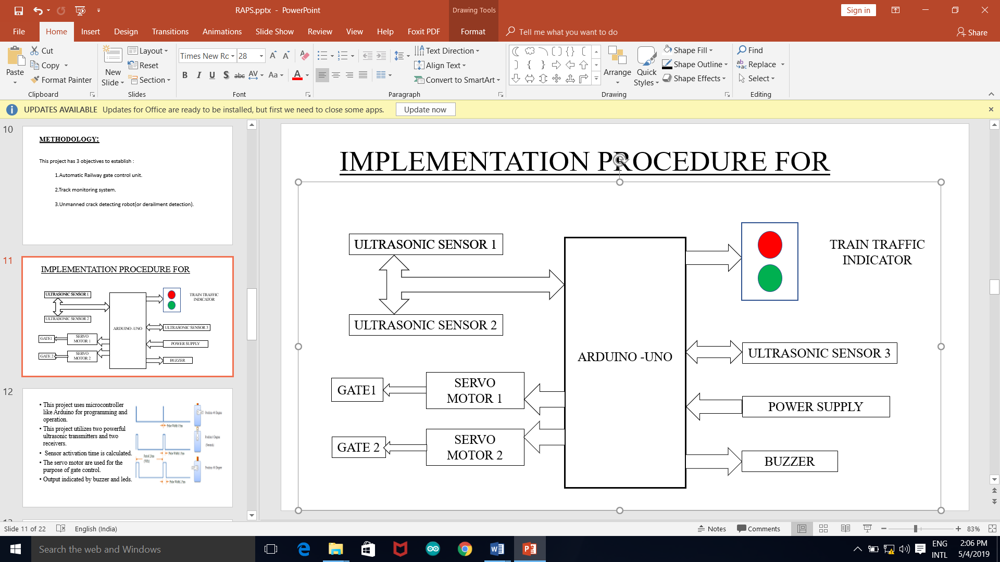 RAPS.pptx - PowerPoint
Drawing Tools
Sign in
File
Home
Insert
Design
Transitions
Animations
Slide Show
Review
View
Help
Foxit PDF
Format
Tell me what you want to do
Share
Paste
Cut
Copy
Format Painter
Clipboard
New Slide
Layout
Reset
Section
Slides
Times New Rc
28
B I U S abc AV Aa A
Font
Text Direction
Align Text
Convert to SmartArt
Paragraph
Arrange
Quick Styles
Shape Fill
Shape Outline
Shape Effects
Drawing
Find
Replace
Select
Editing
UPDATES AVAILABLE Updates for Office are ready to be installed, but first we need to close some apps.
Update now
10
METHODOLOGY:
This project has 3 objectives to establish :
1.Automatic Railway gate control unit.
2.Track monitoring system.
3.Unmanned crack detecting robot(or derailment detection).
11
IMPLEMENTATION PROCEDURE FOR
ULTRASONIC SENSOR 1
TRAIN TRAFFIC
INDICATOR
ULTRASONIC SENSOR 2
ARDUINO -UNO
ULTRASONIC SENSOR 3
GATE1
SERVO
MOTOR 1
POWER SUPPLY
GATE 2
SERVO
MOTOR 2
BUZZER
12
• This project uses microcontroller
like Arduino for programming and
operation.
• This project utilizes two powerful
ultrasonic transmitters and two
receivers.
• Sensor activation time is calculated.
• The servo motor are used for the
purpose of gate control.
• Output indicated by buzzer and leds.
IMPLEMENTATION PROCEDURE FOR
ULTRASONIC SENSOR 1
TRAIN TRAFFIC
INDICATOR
ULTRASONIC SENSOR 2
ARDUINO -UNO
ULTRASONIC SENSOR 3
GATE1
SERVO
MOTOR 1
POWER SUPPLY
GATE 2
SERVO
MOTOR 2
BUZZER
Slide 11 of 22
English (India)
Notes
Comments
83%
Search the web and Windows
ENG
INTL
2:06 PM
5/4/2019